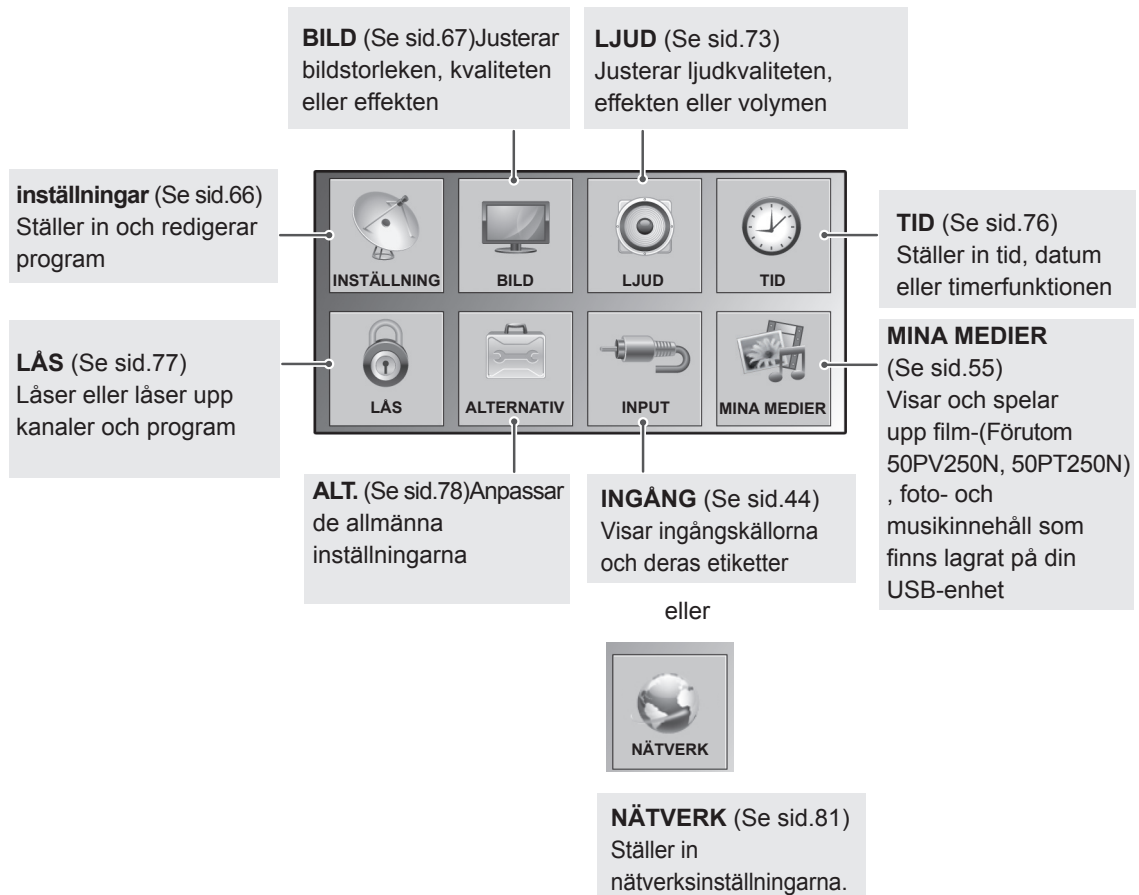 BILD (Se sid.67)Justerar
bildstorleken, kvaliteten
eller effekten
LJUD (Se sid.73)
Justerar ljudkvaliteten,
effekten eller volymen
inställningar (Se sid.66)
Ställer in och redigerar
program
INSTÄLLNING
BILD
LJUD
TID
TID (Se sid.76)
Ställer in tid, datum
eller timerfunktionen
LÅS (Se sid.77)
Låser eller låser upp
kanaler och program
LÅS
ALTERNATIV
INPUT
MINA MEDIER
MINA MEDIER
(Se sid.55)
Visar och spelar
upp film-(Förutom
50PV250N, 50PT250N)
, foto- och
musikinnehåll som
finns lagrat på din
USB-enhet
ALT. (Se sid.78)Anpassar
de allmänna
inställningarna
INGÅNG (Se sid.44)
Visar ingångskällorna
och deras etiketter
eller
NÄTVERK
NÄTVERK (Se sid.81)
Ställer in
nätverksinställningarna.